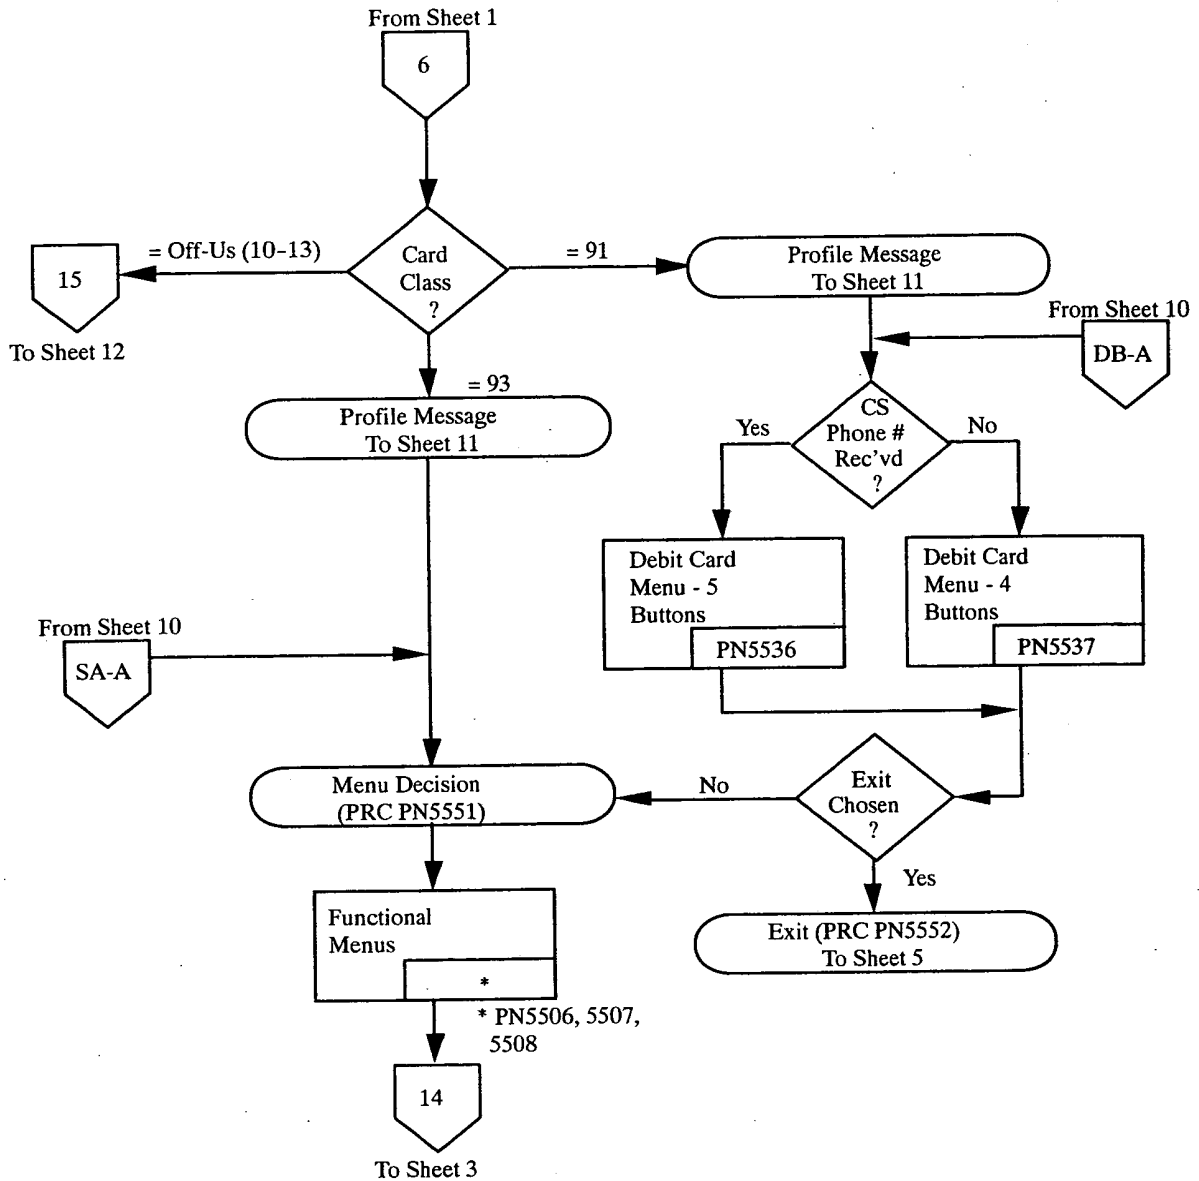 From Sheet 1
6
= Off-Us (10–13)
Card
Class
?
= 91
Profile Message
To Sheet 11
15
To Sheet 12
From Sheet 10
DB-A
= 93
Profile Message
To Sheet 11
CS
Phone #
Rec'vd
?
Yes
No
Debit Card
Menu - 5
Buttons
PN5536
Debit Card
Menu - 4
Buttons
PN5537
From Sheet 10
SA-A
Menu Decision
(PRC PN5551)
No
Exit
Chosen
?
Yes
Functional
Menus
*
* PN5506, 5507,
5508
Exit (PRC PN5552)
To Sheet 5
14
To Sheet 3